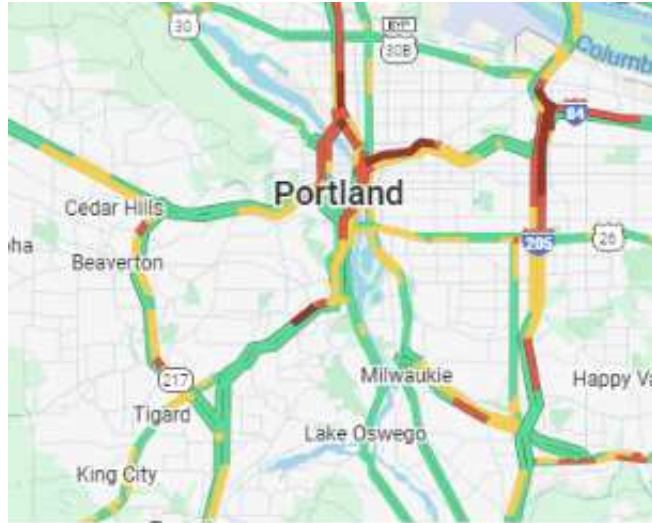 30
BYP
30B
Columb
84
Portland
Cedar Hills
205
26
ha
Beaverton
217
Milwaukie
Happy Va
Tigard
Lake Oswego
King City